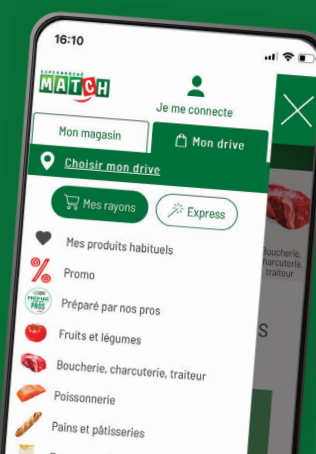 16:10
SUPERMARCHÉ
MATCH
Je me connecte
Mon magasin
Mon drive
Choisir mon drive
Mes rayons
Express
Mes produits habituels
Promo
PRÉPARÉ
PROS
Préparé par nos pros
Fruits et légumes
Boucherie, charcuterie, traiteur
Poissonnerie
Pains et pâtisseries
Boucherie,
charcuterie,
traiteur
S